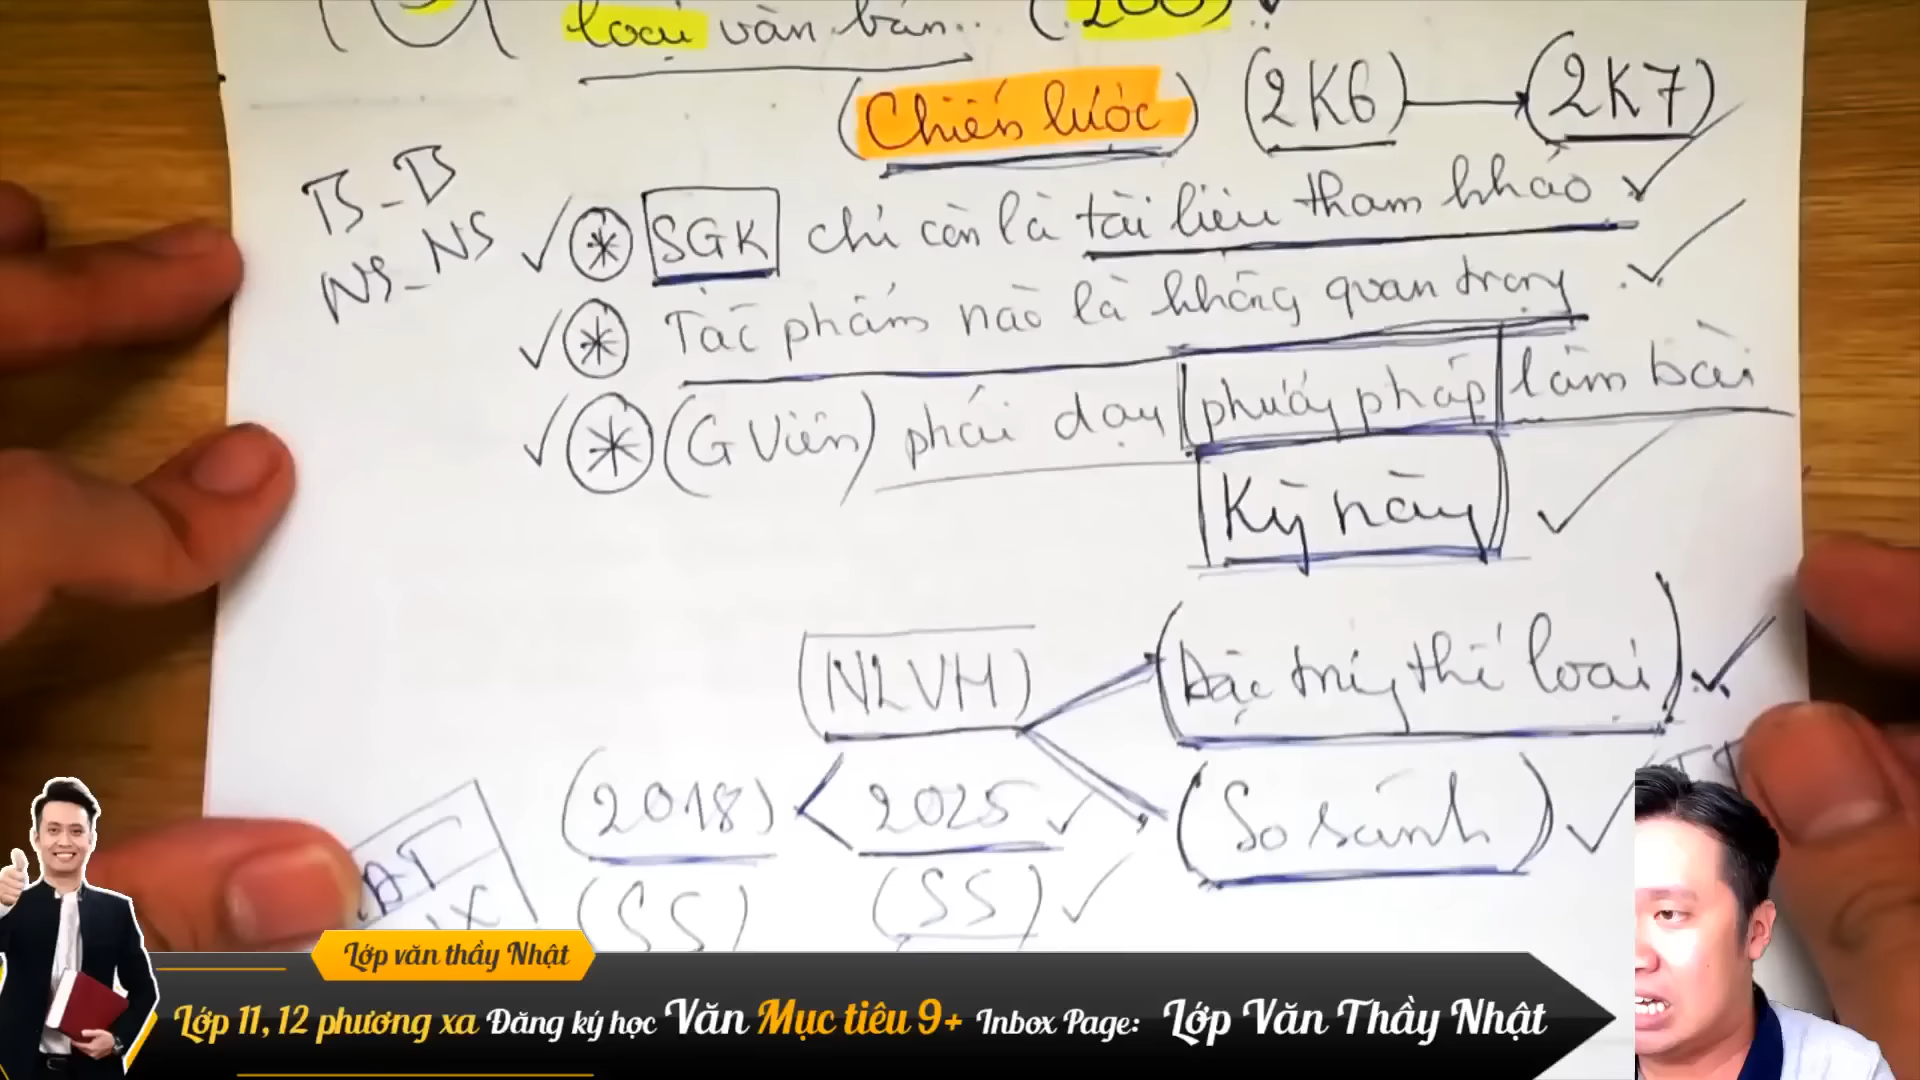 loại văn bản.. (200)
(Chiến lược) (2K6) → (2K7)
TS_TS
NS_NS
✓ * SGK chỉ còn là tài liệu tham khảo ✓
✓ * Tác phẩm nào là không quan trọng ✓
✓ * (G Viên) phải dạy phương pháp làm bài
Kỹ năng ✓
(NLVH) (Đặc trưng thể loại) ✓
(2018) < 2025 ✓ (So sánh) ✓
(SS) (SS) ✓
Lớp văn thầy Nhật
Lớp 11, 12 phương xa Đăng ký học Văn Mục tiêu 9+ Inbox Page: Lớp Văn Thầy Nhật